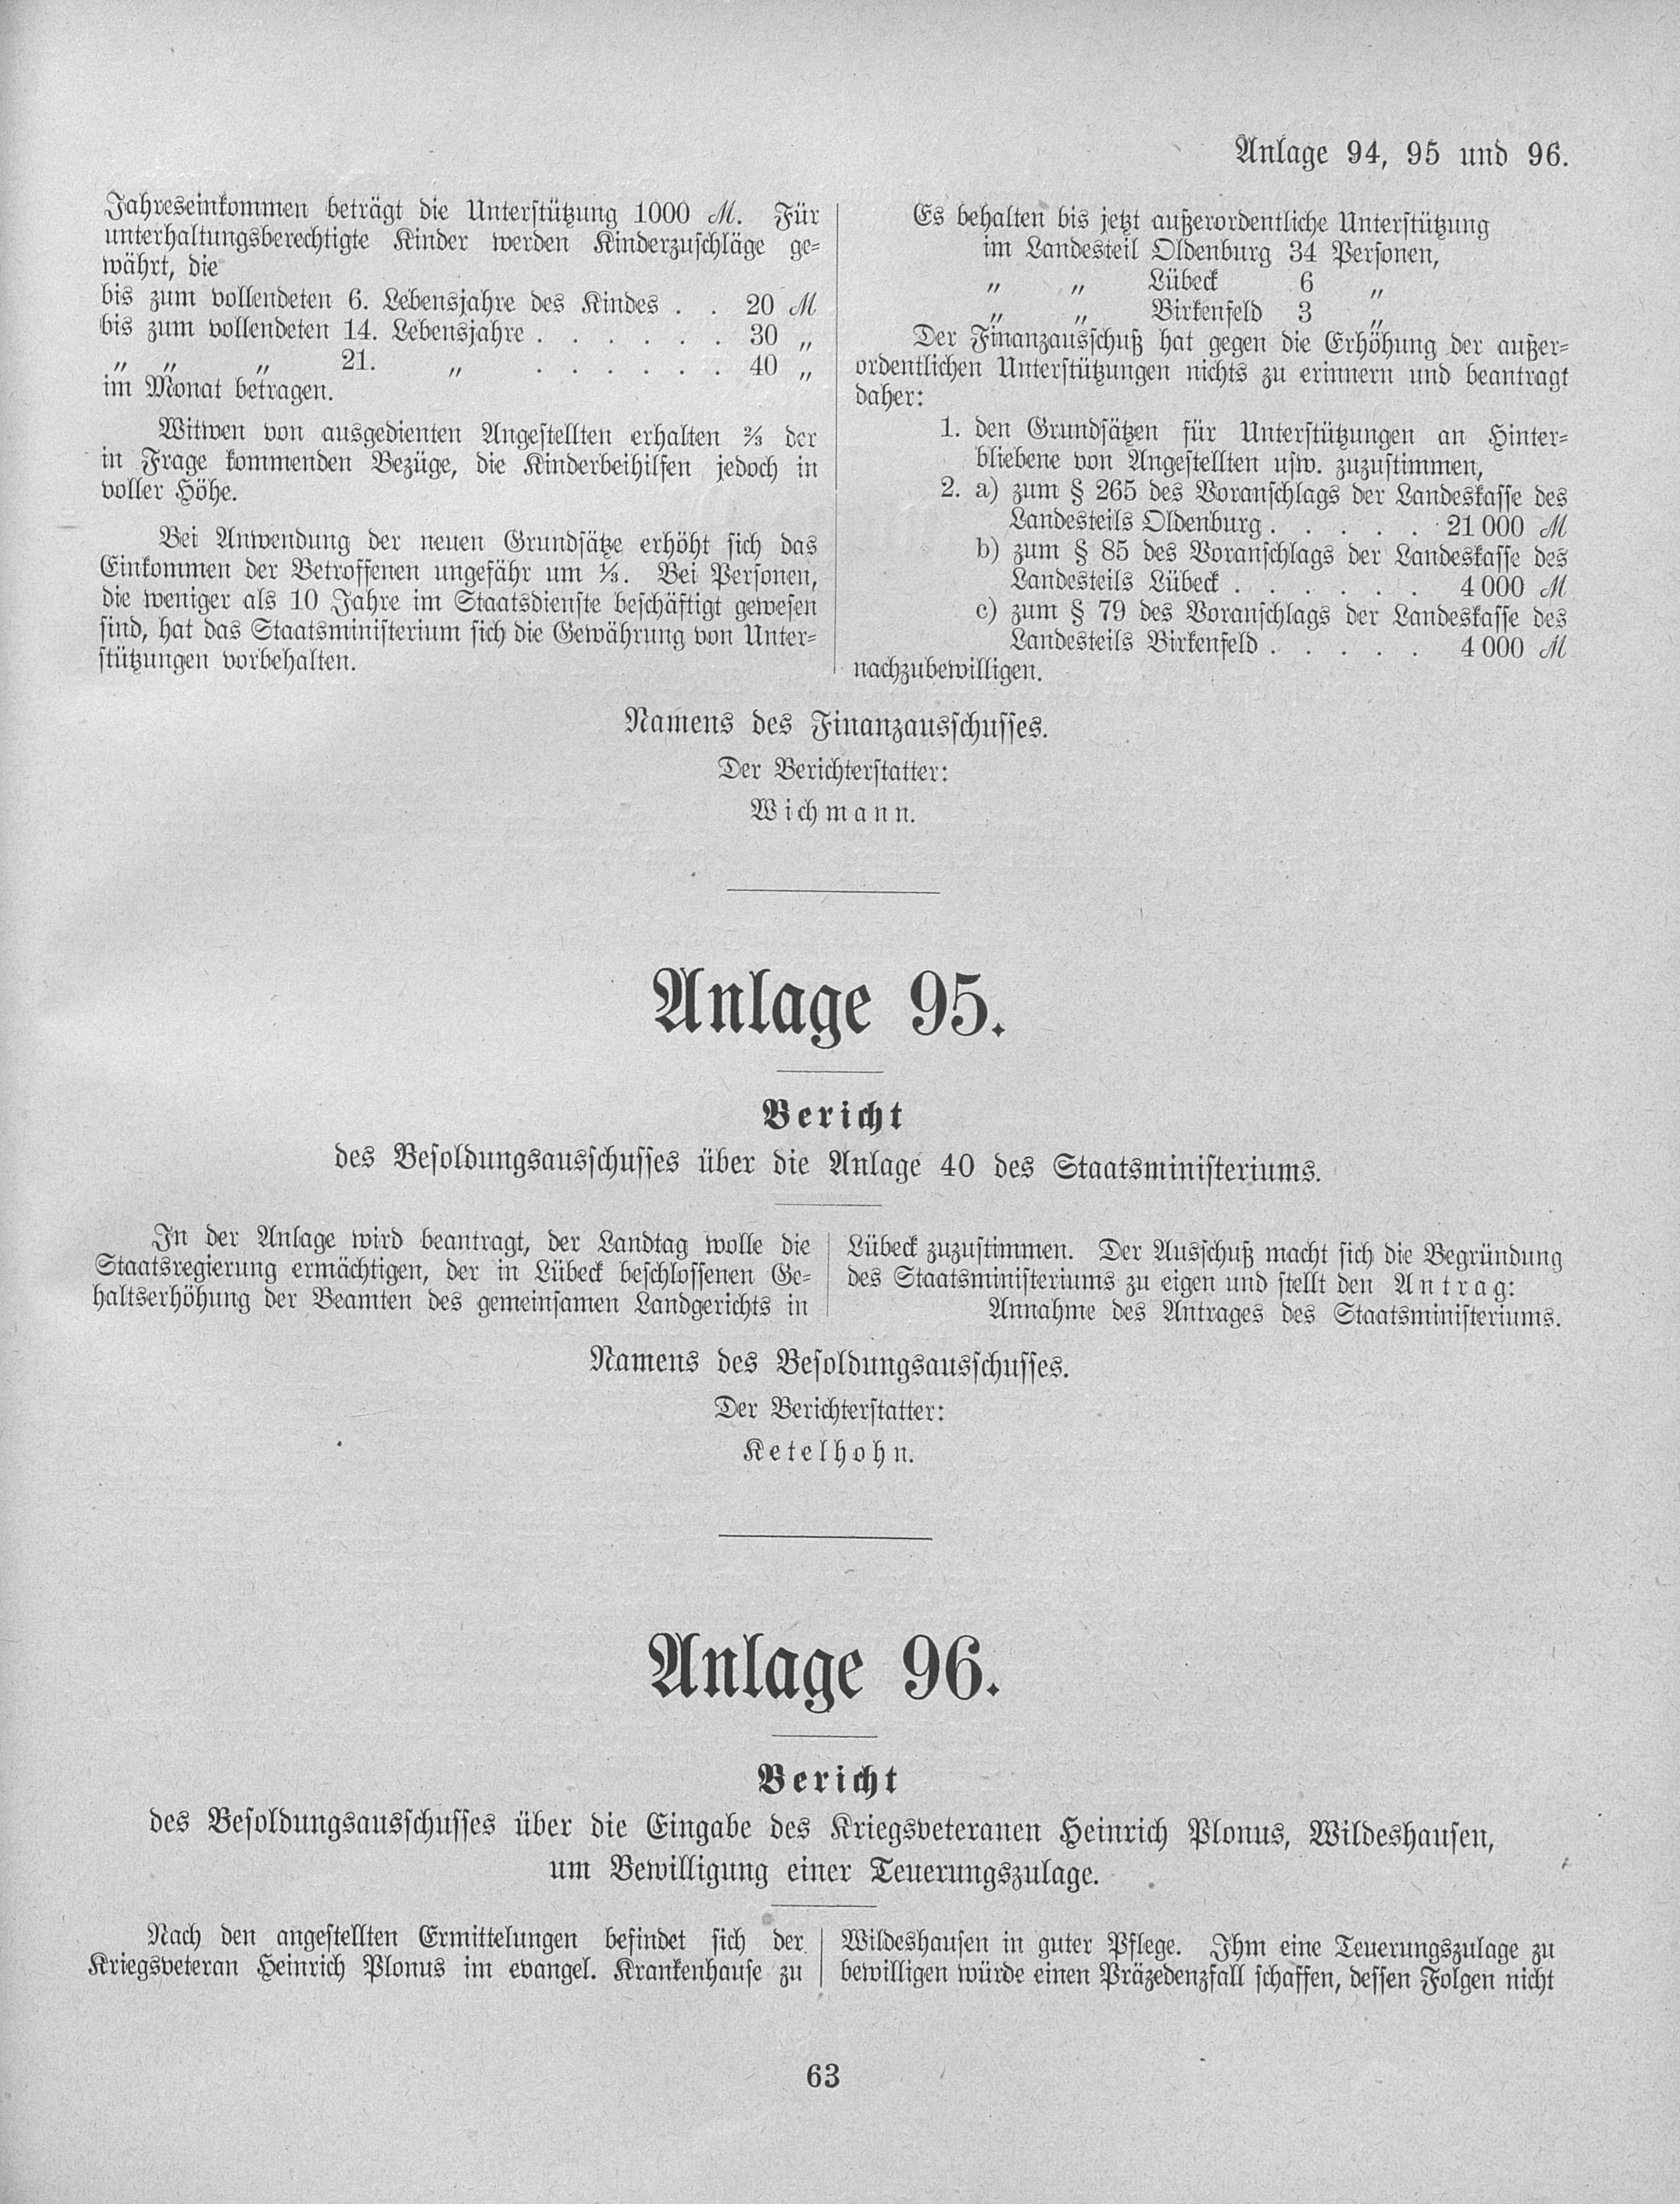 Anlage 94, 95 und 96.
Jahreseinkommen beträgt die Unterstützung 1000 ℳ. Für
unterhaltungsberechtigte Kinder werden Kinderzuschläge ge-
währt, die
bis zum vollendeten 6. Lebensjahre des Kindes . . 20 ℳ
bis zum vollendeten 14. Lebensjahre . . . . . . 30 „
„ „ „ 21. „ . . . . . . 40 „
im Monat betragen.
Witwen von ausgedienten Angestellten erhalten ⅔ der
in Frage kommenden Bezüge, die Kinderbeihilfen jedoch in
voller Höhe.
Bei Anwendung der neuen Grundsätze erhöht sich das
Einkommen der Betroffenen ungefähr um ⅓. Bei Personen,
die weniger als 10 Jahre im Staatsdienste beschäftigt gewesen
sind, hat das Staatsministerium sich die Gewährung von Unter-
stützungen vorbehalten.
Es behalten bis jetzt außerordentliche Unterstützung
im Landesteil Oldenburg 34 Personen,
„ „ Lübeck 6 „
„ „ Birkenfeld 3 „
Der Finanzausschuß hat gegen die Erhöhung der außer-
ordentlichen Unterstützungen nichts zu erinnern und beantragt
daher:
1. den Grundsätzen für Unterstützungen an Hinter-
bliebene von Angestellten usw. zuzustimmen,
2. a) zum § 265 des Voranschlags der Landeskasse des
Landesteils Oldenburg . . . . . 21 000 ℳ
b) zum § 85 des Voranschlags der Landeskasse des
Landesteils Lübeck . . . . . . 4 000 ℳ
c) zum § 79 des Voranschlags der Landeskasse des
Landesteils Birkenfeld . . . . . 4 000 ℳ
nachzubewilligen.
Namens des Finanzausschusses.
Der Berichterstatter:
Wichmann.
Anlage 95.
Bericht
des Besoldungsausschusses über die Anlage 40 des Staatsministeriums.
In der Anlage wird beantragt, der Landtag wolle die
Staatsregierung ermächtigen, der in Lübeck beschlossenen Ge-
haltserhöhung der Beamten des gemeinsamen Landgerichts in
Lübeck zuzustimmen. Der Ausschuß macht sich die Begründung
des Staatsministeriums zu eigen und stellt den Antrag:
Annahme des Antrages des Staatsministeriums.
Namens des Besoldungsausschusses.
Der Berichterstatter:
Ketelhohn.
Anlage 96.
Bericht
des Besoldungsausschusses über die Eingabe des Kriegsveteranen Heinrich Plonus, Wildeshausen,
um Bewilligung einer Teuerungszulage.
Nach den angestellten Ermittelungen befindet sich der
Kriegsveteran Heinrich Plonus im evangel. Krankenhause zu
Wildeshausen in guter Pflege. Ihm eine Teuerungszulage zu
bewilligen würde einen Präzedenzfall schaffen, dessen Folgen nicht
63